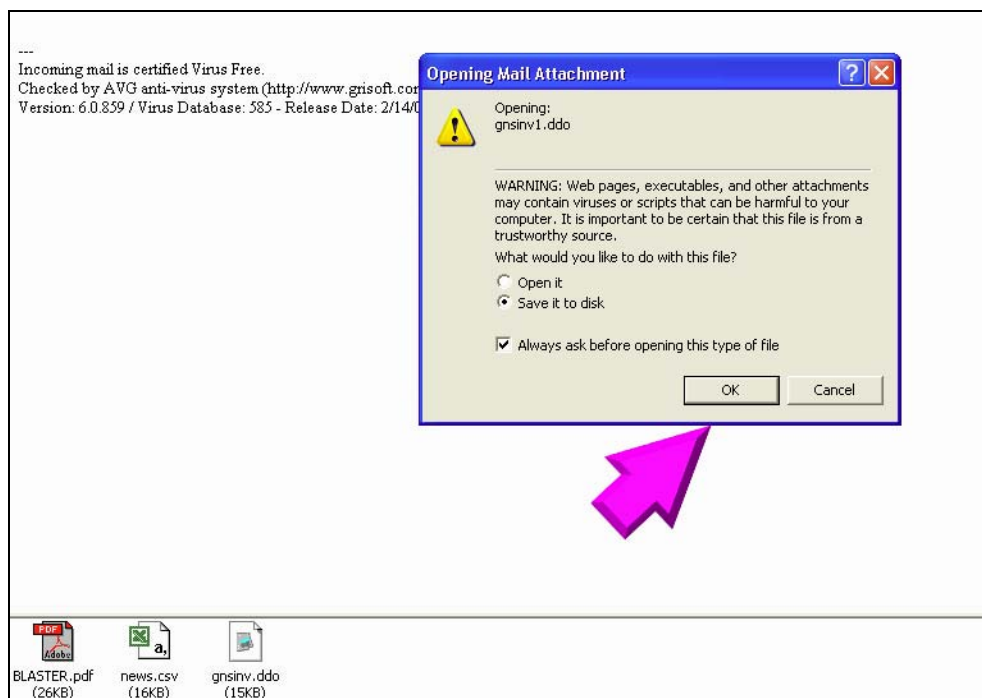 ---
Incoming mail is certified Virus Free.
Checked by AVG anti-virus system (http://www.grisoft.com
Version: 6.0.859 / Virus Database: 585 - Release Date: 2/14/0
Opening Mail Attachment
Opening:
gnsinv1.ddo
WARNING: Web pages, executables, and other attachments
may contain viruses or scripts that can be harmful to your
computer. It is important to be certain that this file is from a
trustworthy source.
What would you like to do with this file?
Open it
Save it to disk
Always ask before opening this type of file
OK Cancel
PDF
Adobe
a,
BLASTER.pdf news.csv gnsinv.ddo
(26KB) (16KB) (15KB)